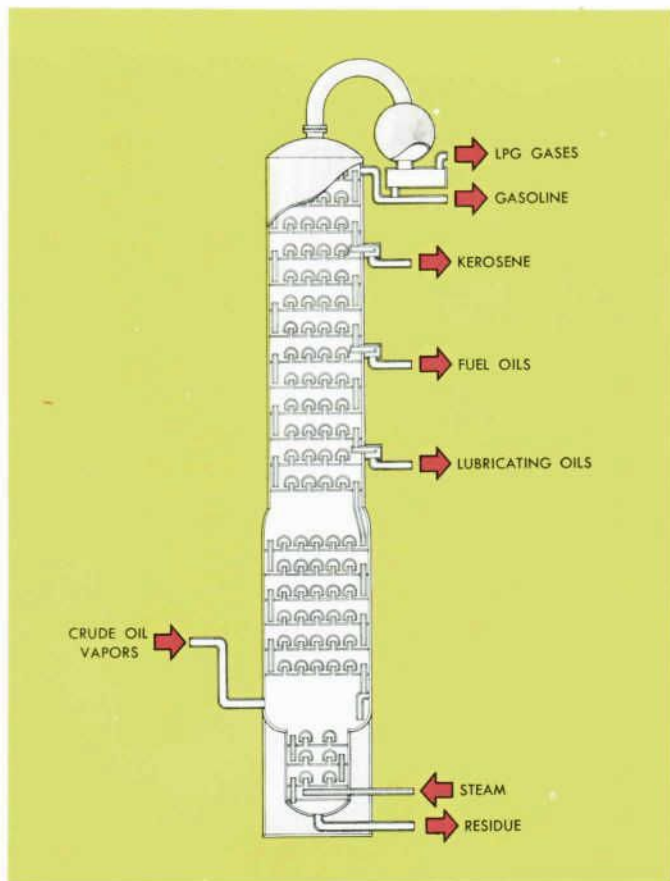 LPG GASES
GASOLINE
KEROSENE
FUEL OILS
LUBRICATING OILS
CRUDE OIL
VAPORS
STEAM
RESIDUE